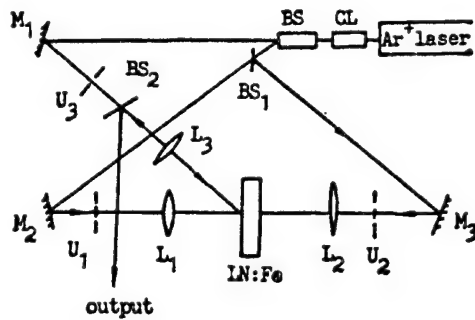 M1
BS
CL
Ar+ laser
BS2
BS1
U3
L3
M2
M3
U1
L1
LN:Fe
L2
U2
output